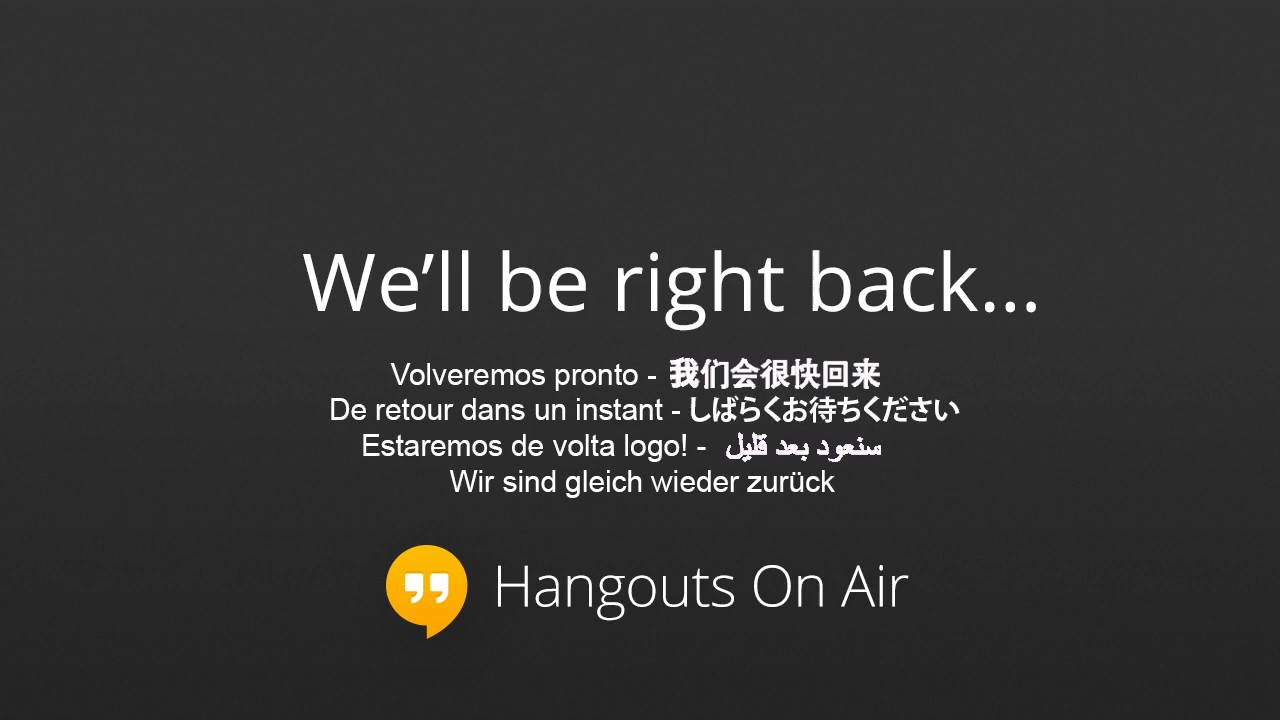 We’ll be right back...
Volveremos pronto - 我们会很快回来
De retour dans un instant - しばらくお待ちください
Estaremos de volta logo! - سنعود بعد قليل
Wir sind gleich wieder zurück
Hangouts On Air